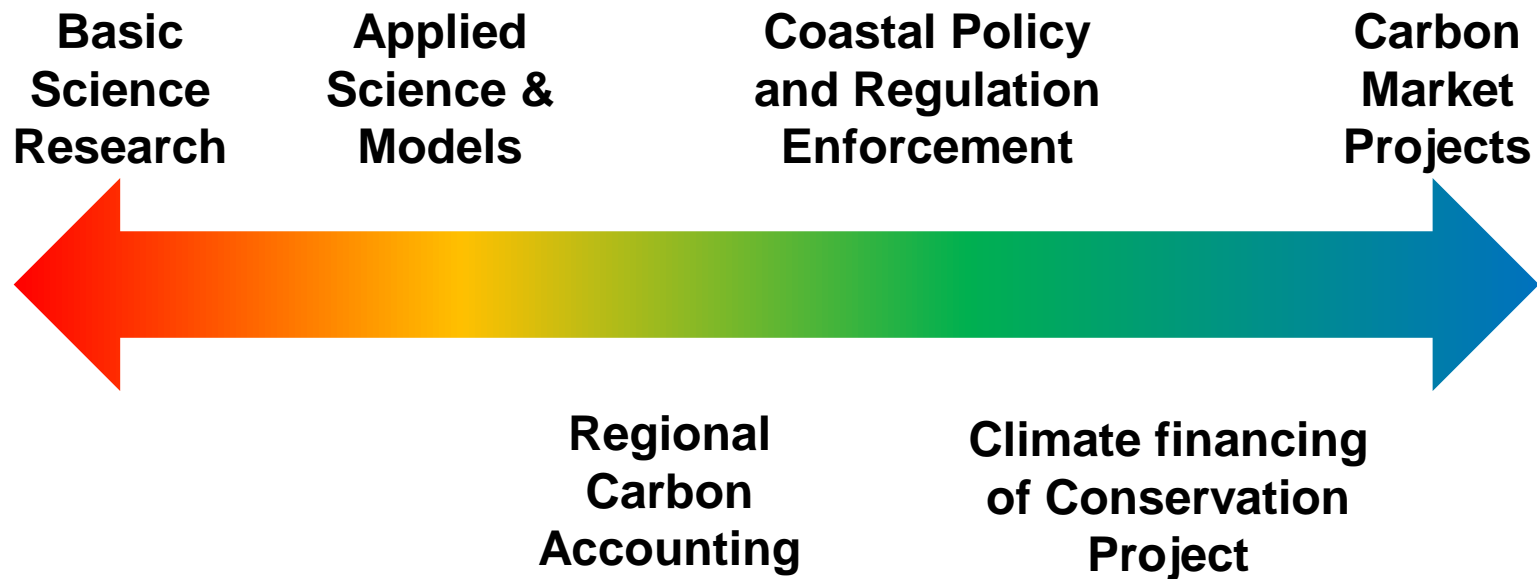 Basic
Science
Research
Applied
Science &
Models
Coastal Policy
and Regulation
Enforcement
Carbon
Market
Projects
Regional
Carbon
Accounting
Climate financing
of Conservation
Project